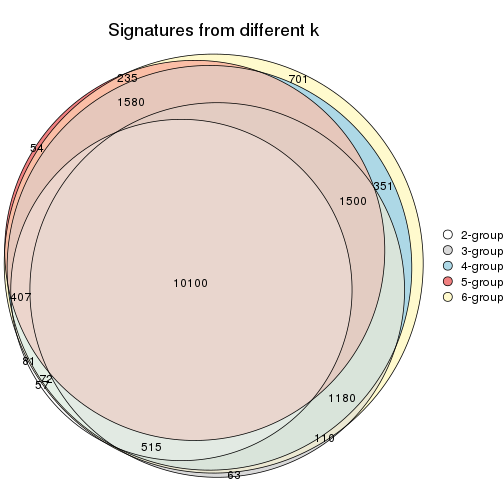 Signatures from different k
235
701
1580
54
351
1500
2-group
3-group
4-group
10100
5-group
407
6-group
81
72
57
1180
110
515
63